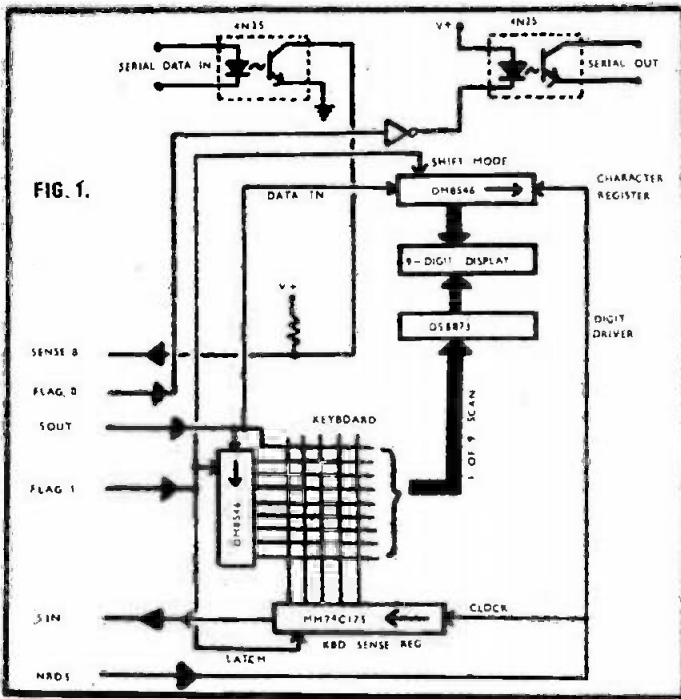 4N35
V+
4N25
SERIAL DATA IN
SERIAL OUT
SHIFT MODE
FIG. 1.
DATA IN
DM8546
CHARACTER REGISTER
9-DIGIT DISPLAY
V+
DS8873
DIGIT DRIVER
SENSE B
FLAG 0
SOUT
KEYBOARD
1 OF 9 SCAN
FLAG 1
DM8546
SIN
MM74C173
CLOCK
LATCH
KBD SENSE REG
NRDS